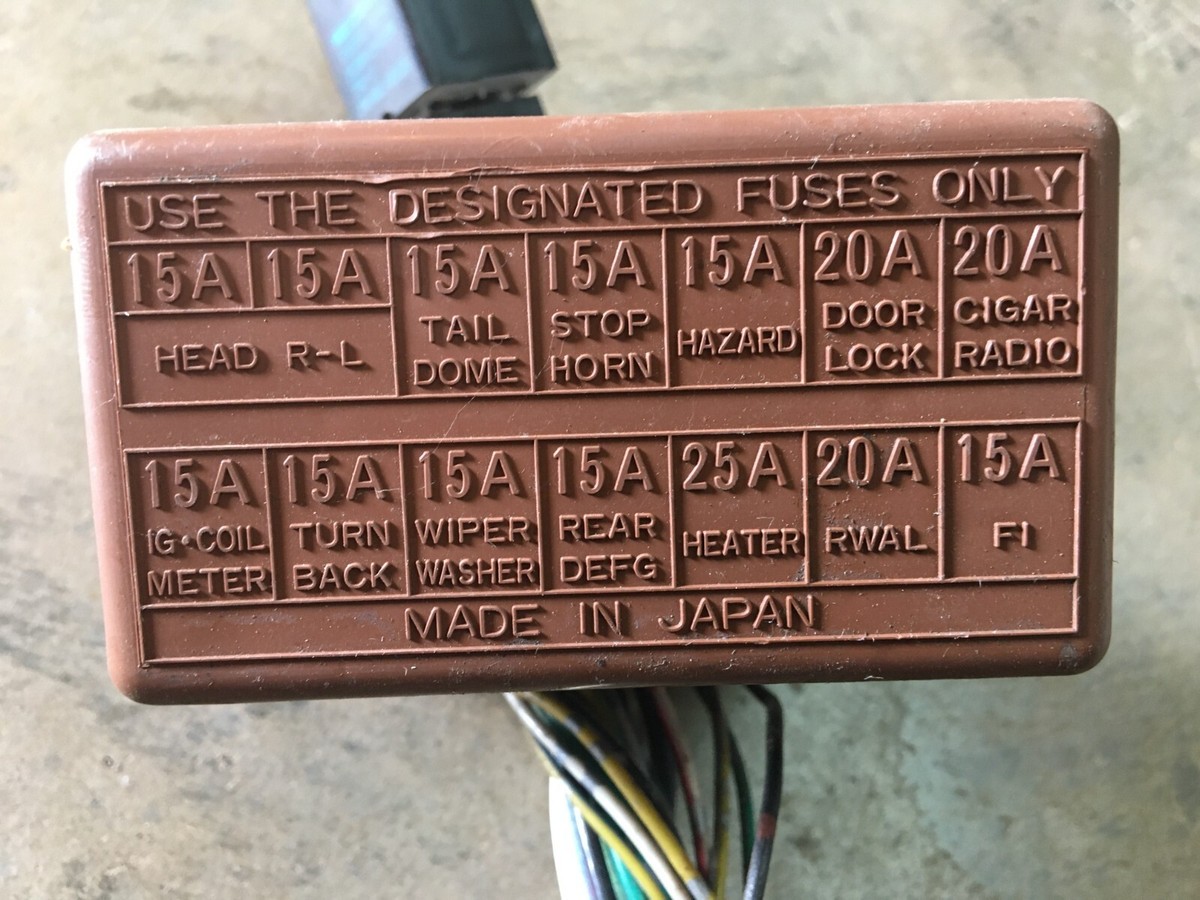 USE THE DESIGNATED FUSES ONLY
15A 15A 15A 15A 15A 20A 20A
HEAD R-L TAIL DOME STOP HORN HAZARD DOOR LOCK CIGAR RADIO
15A 15A 15A 15A 25A 20A 15A
IG·COIL METER TURN BACK WIPER WASHER REAR DEFG HEATER RWAL FI
MADE IN JAPAN